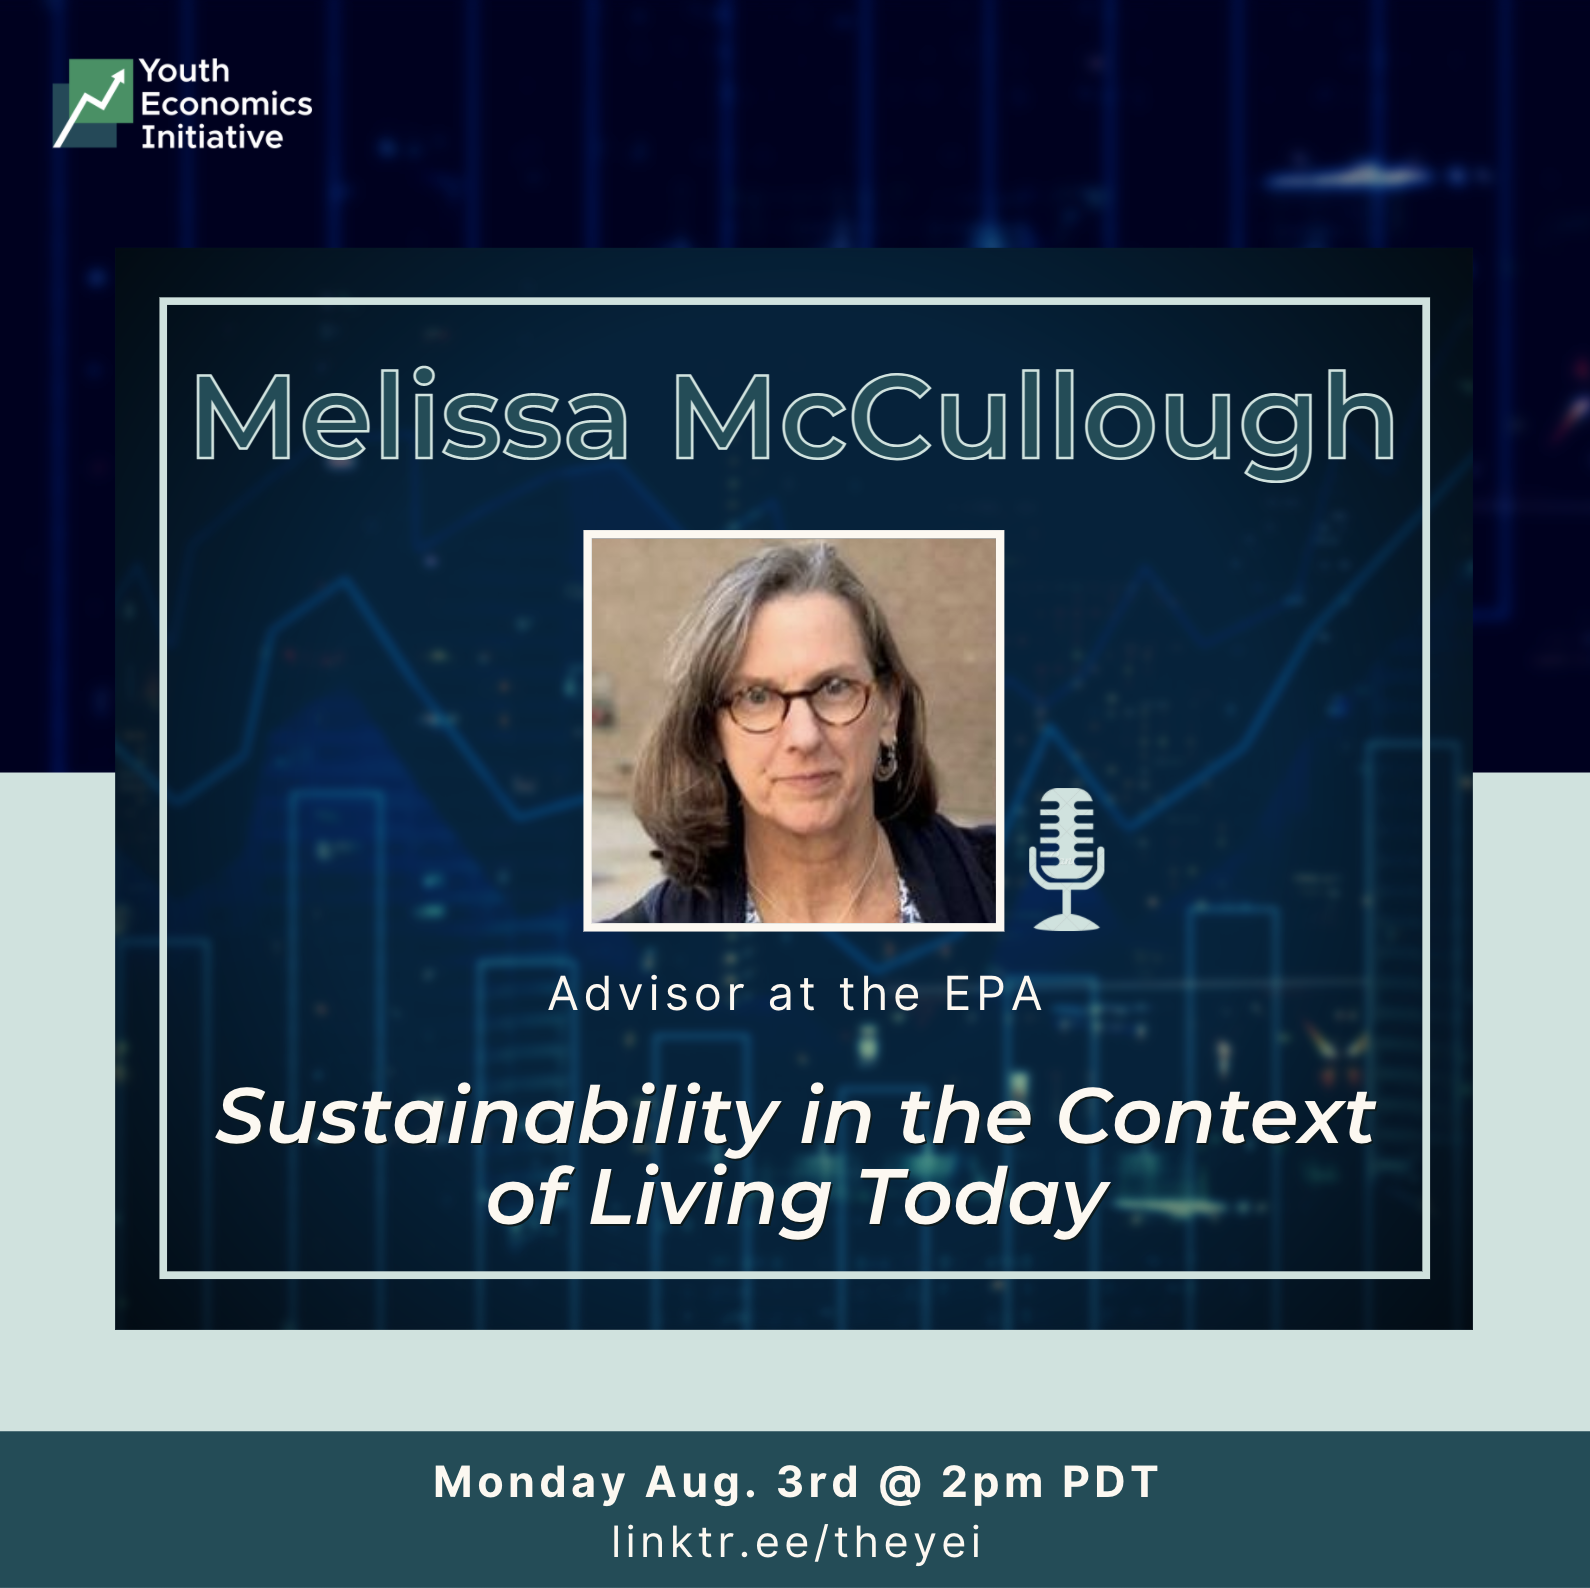 Youth
Economics
Initiative
Melissa McCullough
Advisor at the EPA
Sustainability in the Context
of Living Today
Monday Aug. 3rd @ 2pm PDT
linktr.ee/theyei